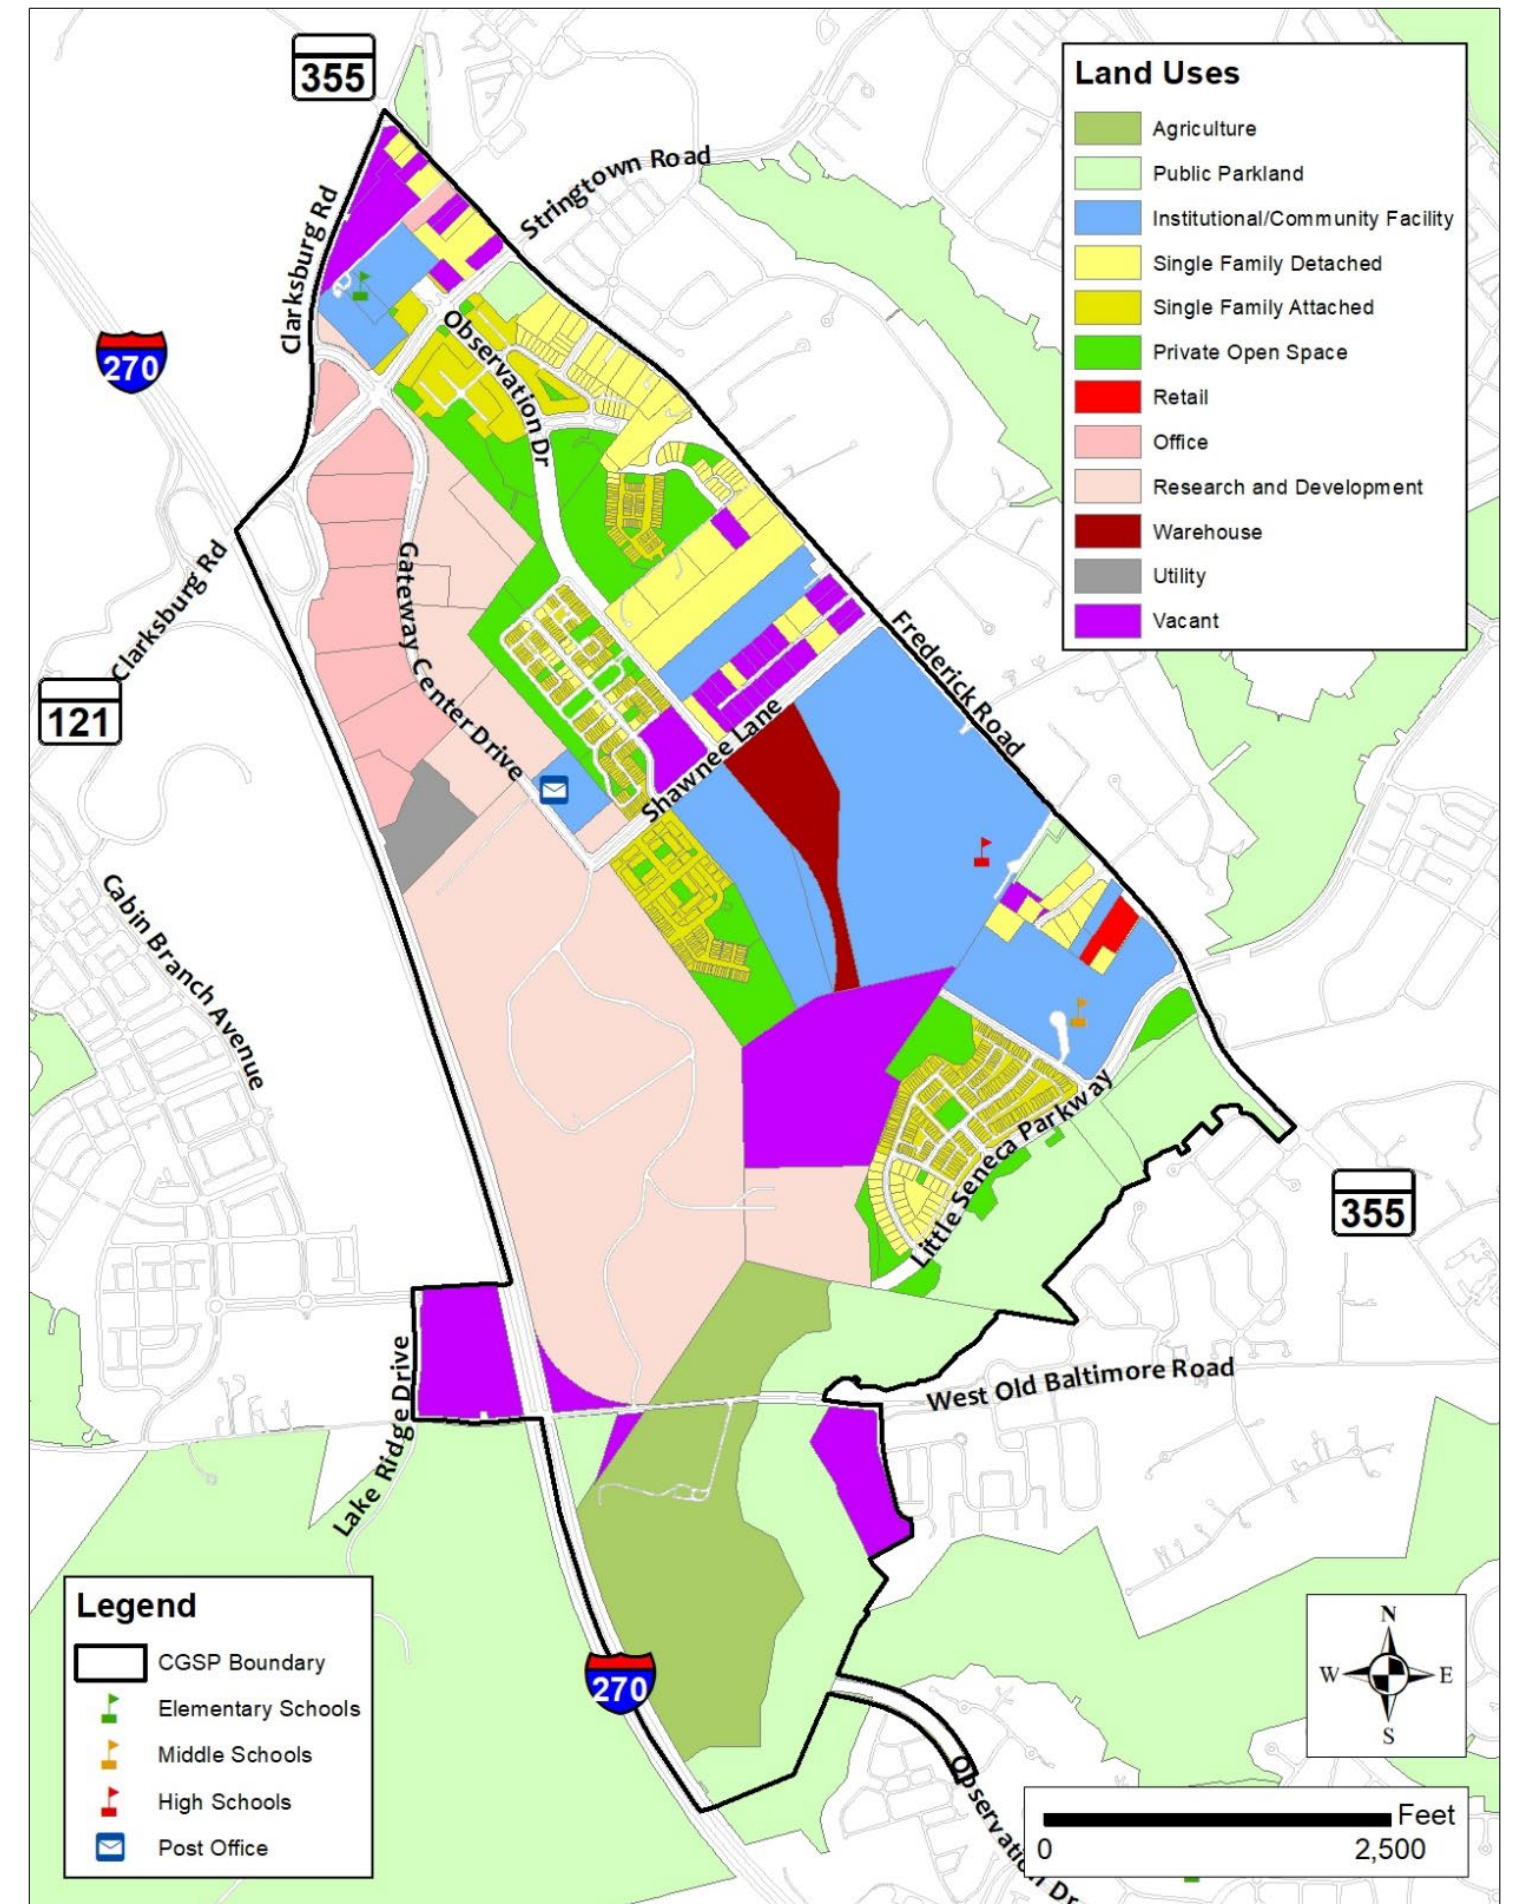 355
Land Uses
Agriculture
Public Parkland
Institutional/Community Facility
Single Family Detached
Single Family Attached
Private Open Space
Retail
Office
Research and Development
Warehouse
Utility
Vacant
Stringtown Road
Clarksburg Rd
270
Observation Dr
Gateway Center Drive
Clarksburg Rd
121
Frederick Road
Shawnee Lane
Cabin Branch Avenue
Little Seneca Parkway
355
West Old Baltimore Road
Lake Ridge Drive
Legend
CGSP Boundary
Elementary Schools
Middle Schools
High Schools
Post Office
270
N
W
E
S
Observation Dr
Feet
0
2,500